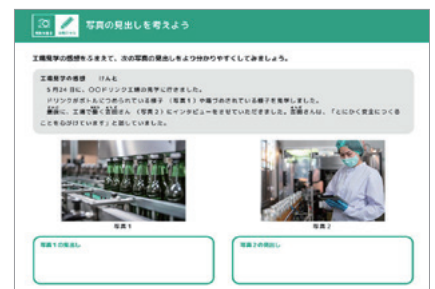 写真の見出しを考えよう
工場見学の感想をふまえて、次の写真の見出しをよう分かりやすくしてみましょう。
工場見学の感想 けんと
5月24日に、〇〇ドリンク工場の見学に行きました。
ドリンクがボトルにつめられている様子(写真1)や箱づめされている様子を見学しました。
最後に、工場で働く さん(写真2)にインタビューをさせていただきました。 さんは、「とにかく安全につくる
ことを心がけています」と話していました。
写真1
写真2
写真1の見出し
写真2の見出し